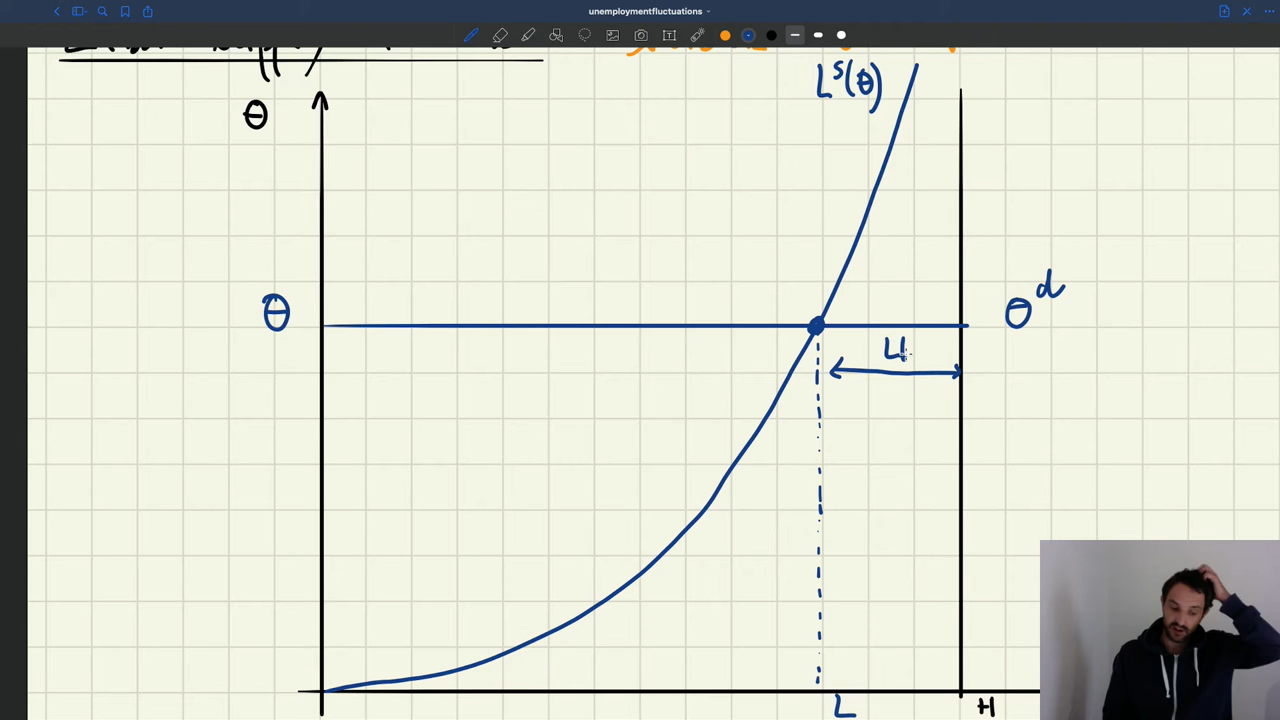 unemploymentfluctuations
L^s(θ)
θ
θ
θ^d
U
L
H